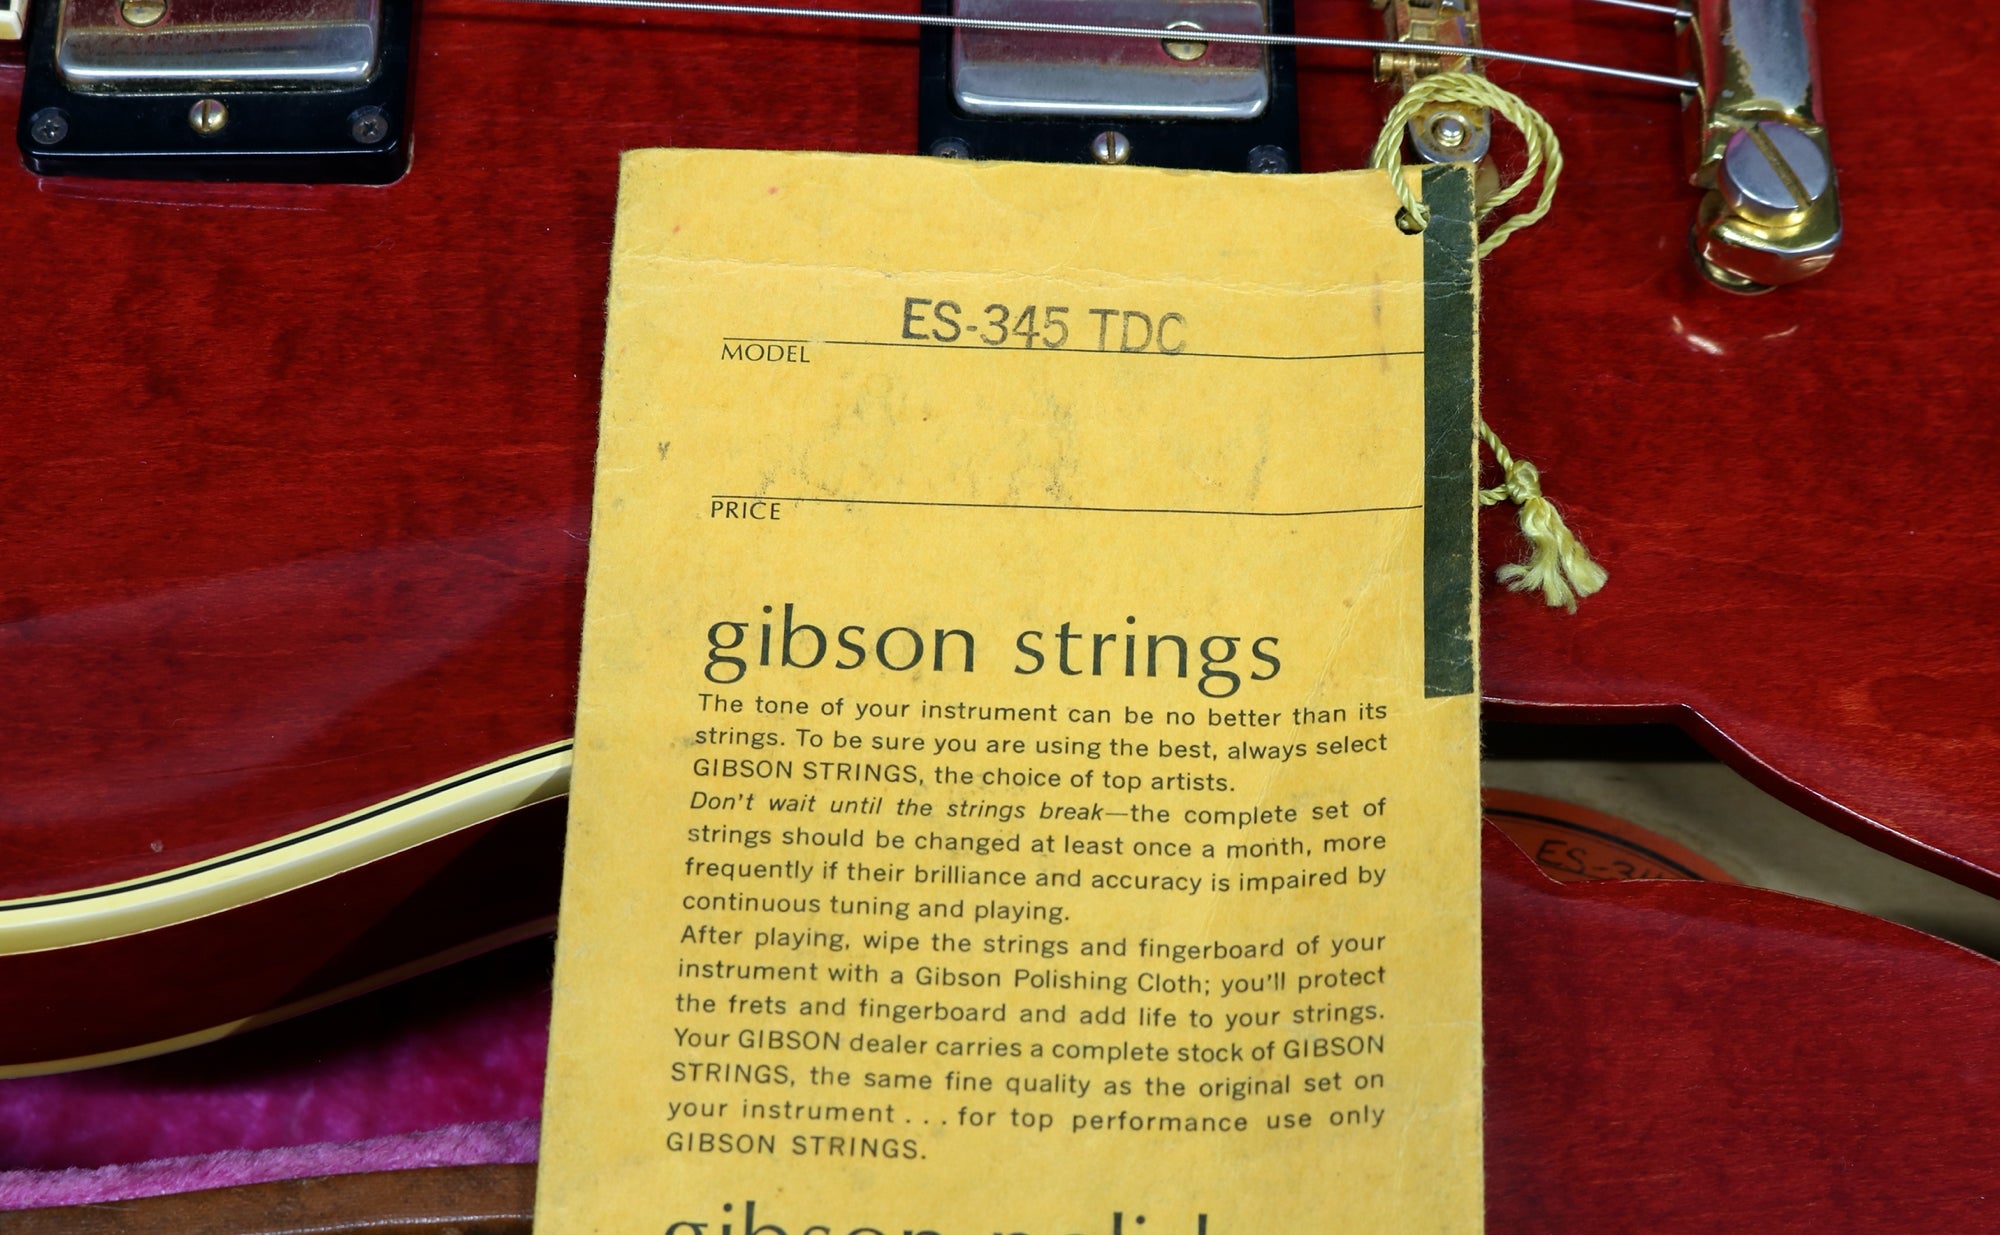 ES-345 TDC
MODEL
PRICE
gibson strings
The tone of your instrument can be no better than its
strings. To be sure you are using the best, always select
GIBSON STRINGS, the choice of top artists.
Don't wait until the strings break—the complete set of
strings should be changed at least once a month, more
frequently if their brilliance and accuracy is impaired by
continuous tuning and playing.
After playing, wipe the strings and fingerboard of your
instrument with a Gibson Polishing Cloth; you'll protect
the frets and fingerboard and add life to your strings.
Your GIBSON dealer carries a complete stock of GIBSON
STRINGS, the same fine quality as the original set on
your instrument . . . for top performance use only
GIBSON STRINGS.
gibson
ES-34